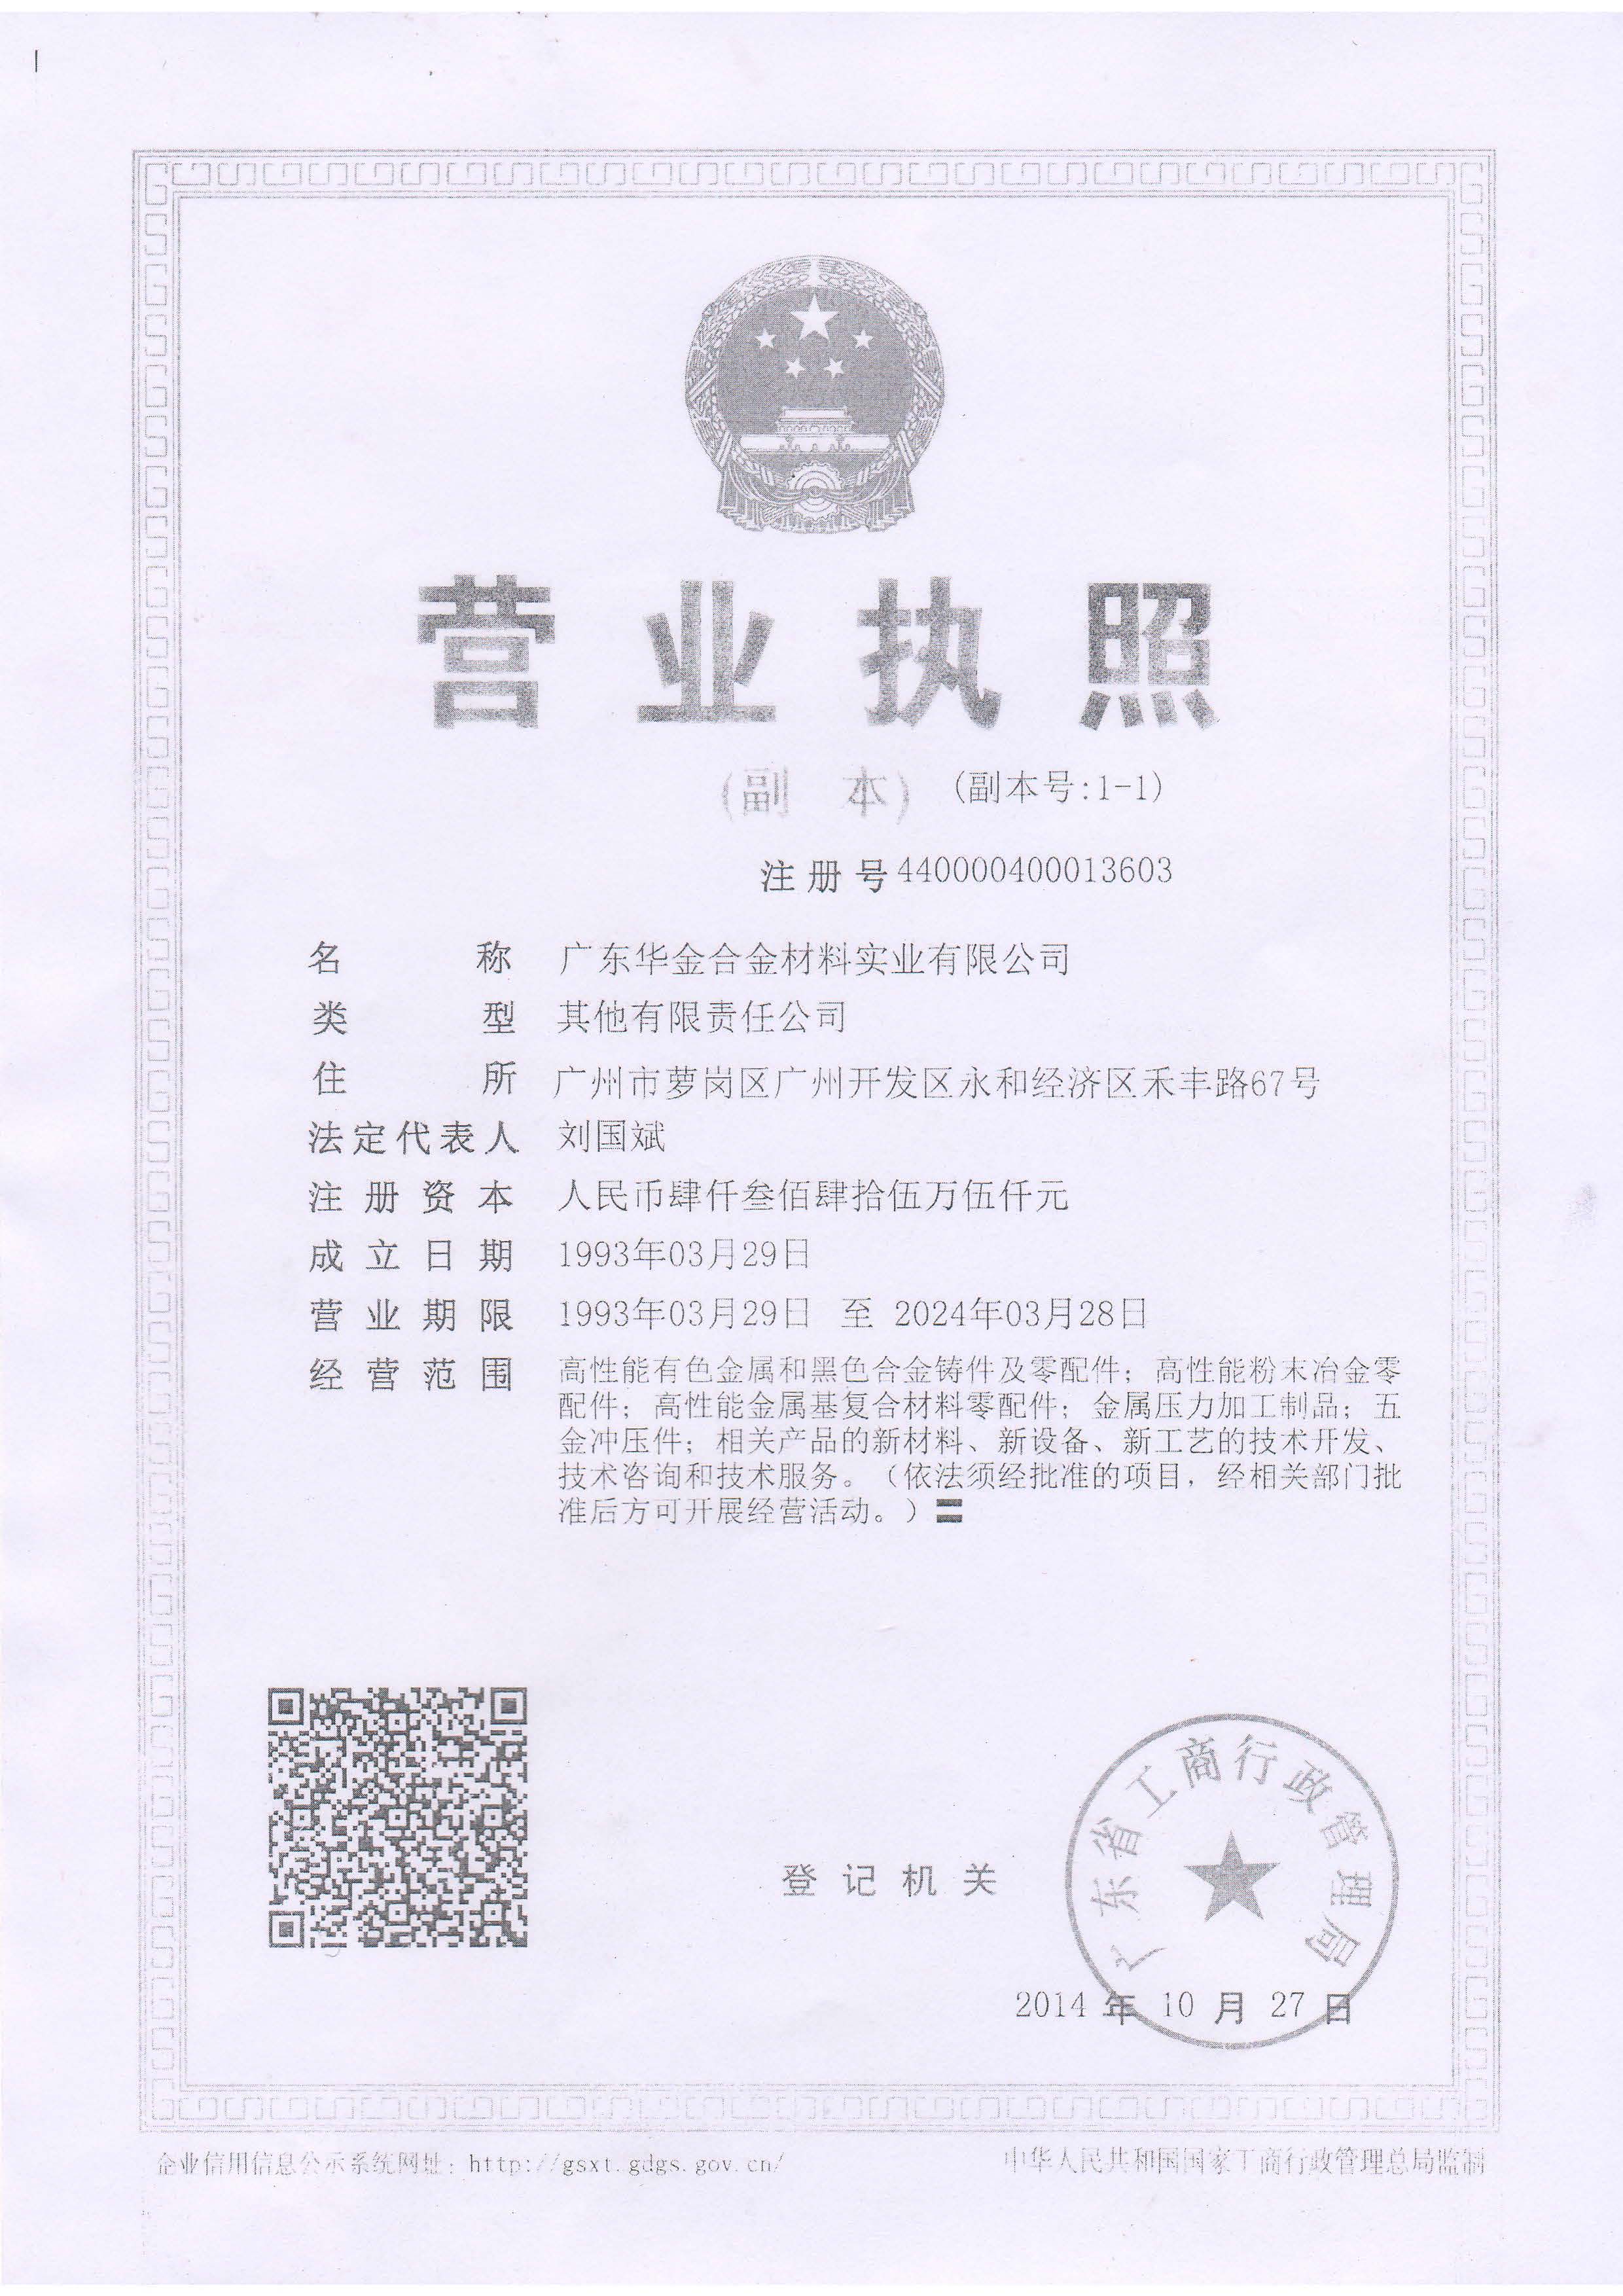 营业执照
(副 本) (副本号:1-1)
注册号440000400013603
名称 广东华金合金材料实业有限公司
类型 其他有限责任公司
住所 广州市萝岗区广州开发区永和经济区禾丰路67号
法定代表人 刘国斌
注册资本 人民币肆仟叁佰肆拾伍万伍仟元
成立日期 1993年03月29日
营业期限 1993年03月29日 至 2024年03月28日
经营范围 高性能有色金属和黑色合金铸件及零配件；高性能粉末冶金零
配件；高性能金属基复合材料零配件；金属压力加工制品；五
金冲压件；相关产品的新材料、新设备、新工艺的技术开发、
技术咨询和技术服务。（依法须经批准的项目，经相关部门批
准后方可开展经营活动。）〓
广东省工商行政管理局
登记机关
2014 年 10 月 27 日
企业信用信息公示系统网址：http://gsxt.gdgs.gov.cn/
中华人民共和国国家工商行政管理总局监制